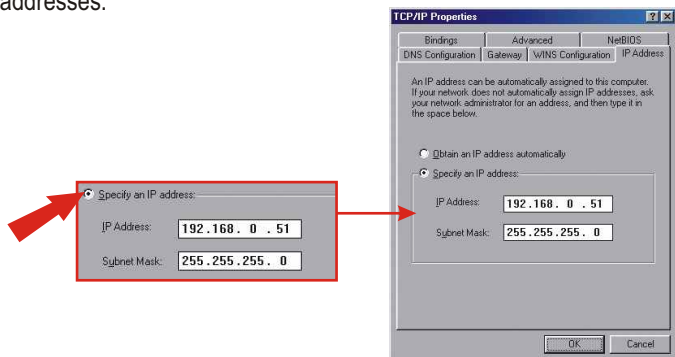 addresses.
TCP/IP Properties
Bindings Advanced NetBIOS
DNS Configuration Gateway WINS Configuration IP Address
An IP address can be automatically assigned to this computer.
If your network does not automatically assign IP addresses, ask
your network administrator for an address, and then type it in
the space below.
Obtain an IP address automatically
Specify an IP address:
IP Address: 192.168. 0 . 51
Subnet Mask: 255.255.255. 0
OK Cancel
Specify an IP address:
IP Address: 192.168. 0 . 51
Subnet Mask: 255.255.255. 0